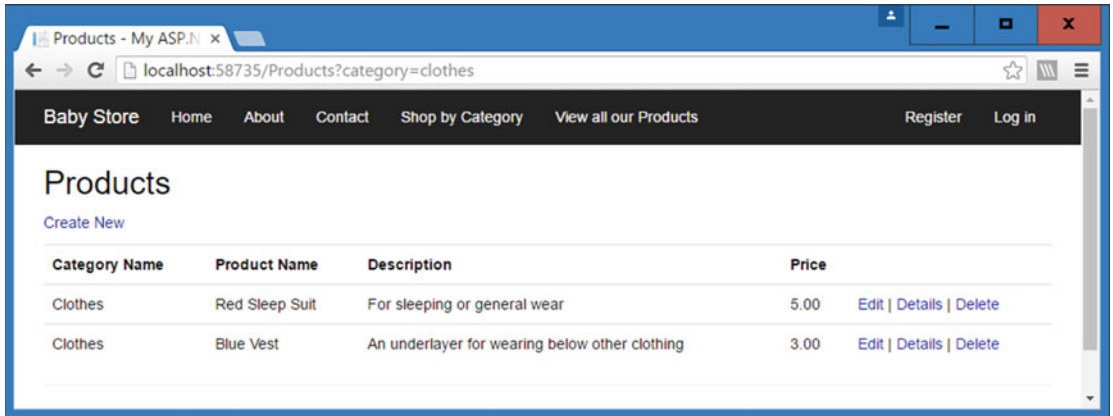 Products - My ASP.N
localhost:58735/Products?category=clothes
Baby Store Home About Contact Shop by Category View all our Products Register Log in
Products
Create New
Category Name Product Name Description Price
Clothes Red Sleep Suit For sleeping or general wear 5.00 Edit | Details | Delete
Clothes Blue Vest An underlayer for wearing below other clothing 3.00 Edit | Details | Delete